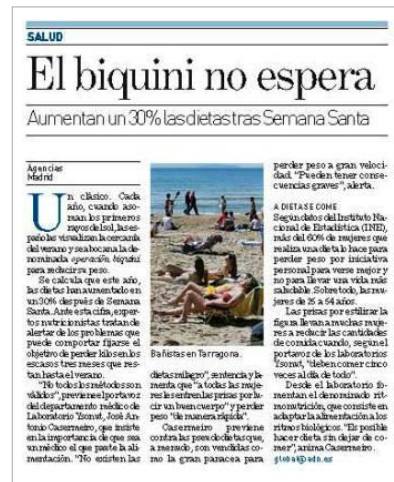 SALUD
El biquini no espera
Aumentan un 30% las dietas tras Semana Santa
Agencias
Madrid
Un clásico. Cada
año, cuando aso-
man los primeros
rayos de sol, las es-
pañolas visualizan la cercanía
del verano y se aboca a la de-
nominada operación biquini
para reducir su peso.
Se calcula que este año,
las dietas han aumentado en
un 30% después de Semana
Santa. Ante esta cifra, exper-
tos nutricionistas tratan de
alertar de los problemas que
puede comportar fijarse el
objetivo de perder kilos en los
escasos tres meses que res-
tan hasta el verano.
"No todos los métodos son
válidos", previene el portavoz
del departamento médico de
Laboratorio Ysonut, José An-
tonio Casermeiro, que insiste
en la importancia de que sea
un médico el que paute la ali-
mentación. "No existen las
Bañistas en Tarragona.
dietas milagro", sentencia y la-
menta que "a todas las muje-
res les entren las prisas por lu-
cir un buen cuerpo" y perder
peso "de manera rápida".
Casermeiro previene
contra las pseudodietas que,
a menudo, son vendidas co-
mo la gran panacea para
perder peso a gran veloci-
dad. "Pueden tener conse-
cuencias graves", alerta.
A DIETA SE COME
Según datos del Instituto Na-
cional de Estadística (INE),
más del 60% de mujeres que
realiza una dieta lo hace para
perder peso por iniciativa
personal para verse mejor y
no para llevar una vida más
saludable. Sobre todo, las mu-
jeres de 25 a 54 años.
Las prisas por estilizar la
figura llevan a muchas muje-
res a reducir las cantidades
de comida cuando, según el
portavoz de los laboratorios
Ysonut, "deben comer cinco
veces al día de todo".
Desde el laboratorio fo-
mentan el denominado rit-
monutrición, que consiste en
adaptar la alimentación a los
ritmos biológicos. "Es posible
hacer dieta sin dejar de co-
mer", anima Casermeiro.
global@adn.es